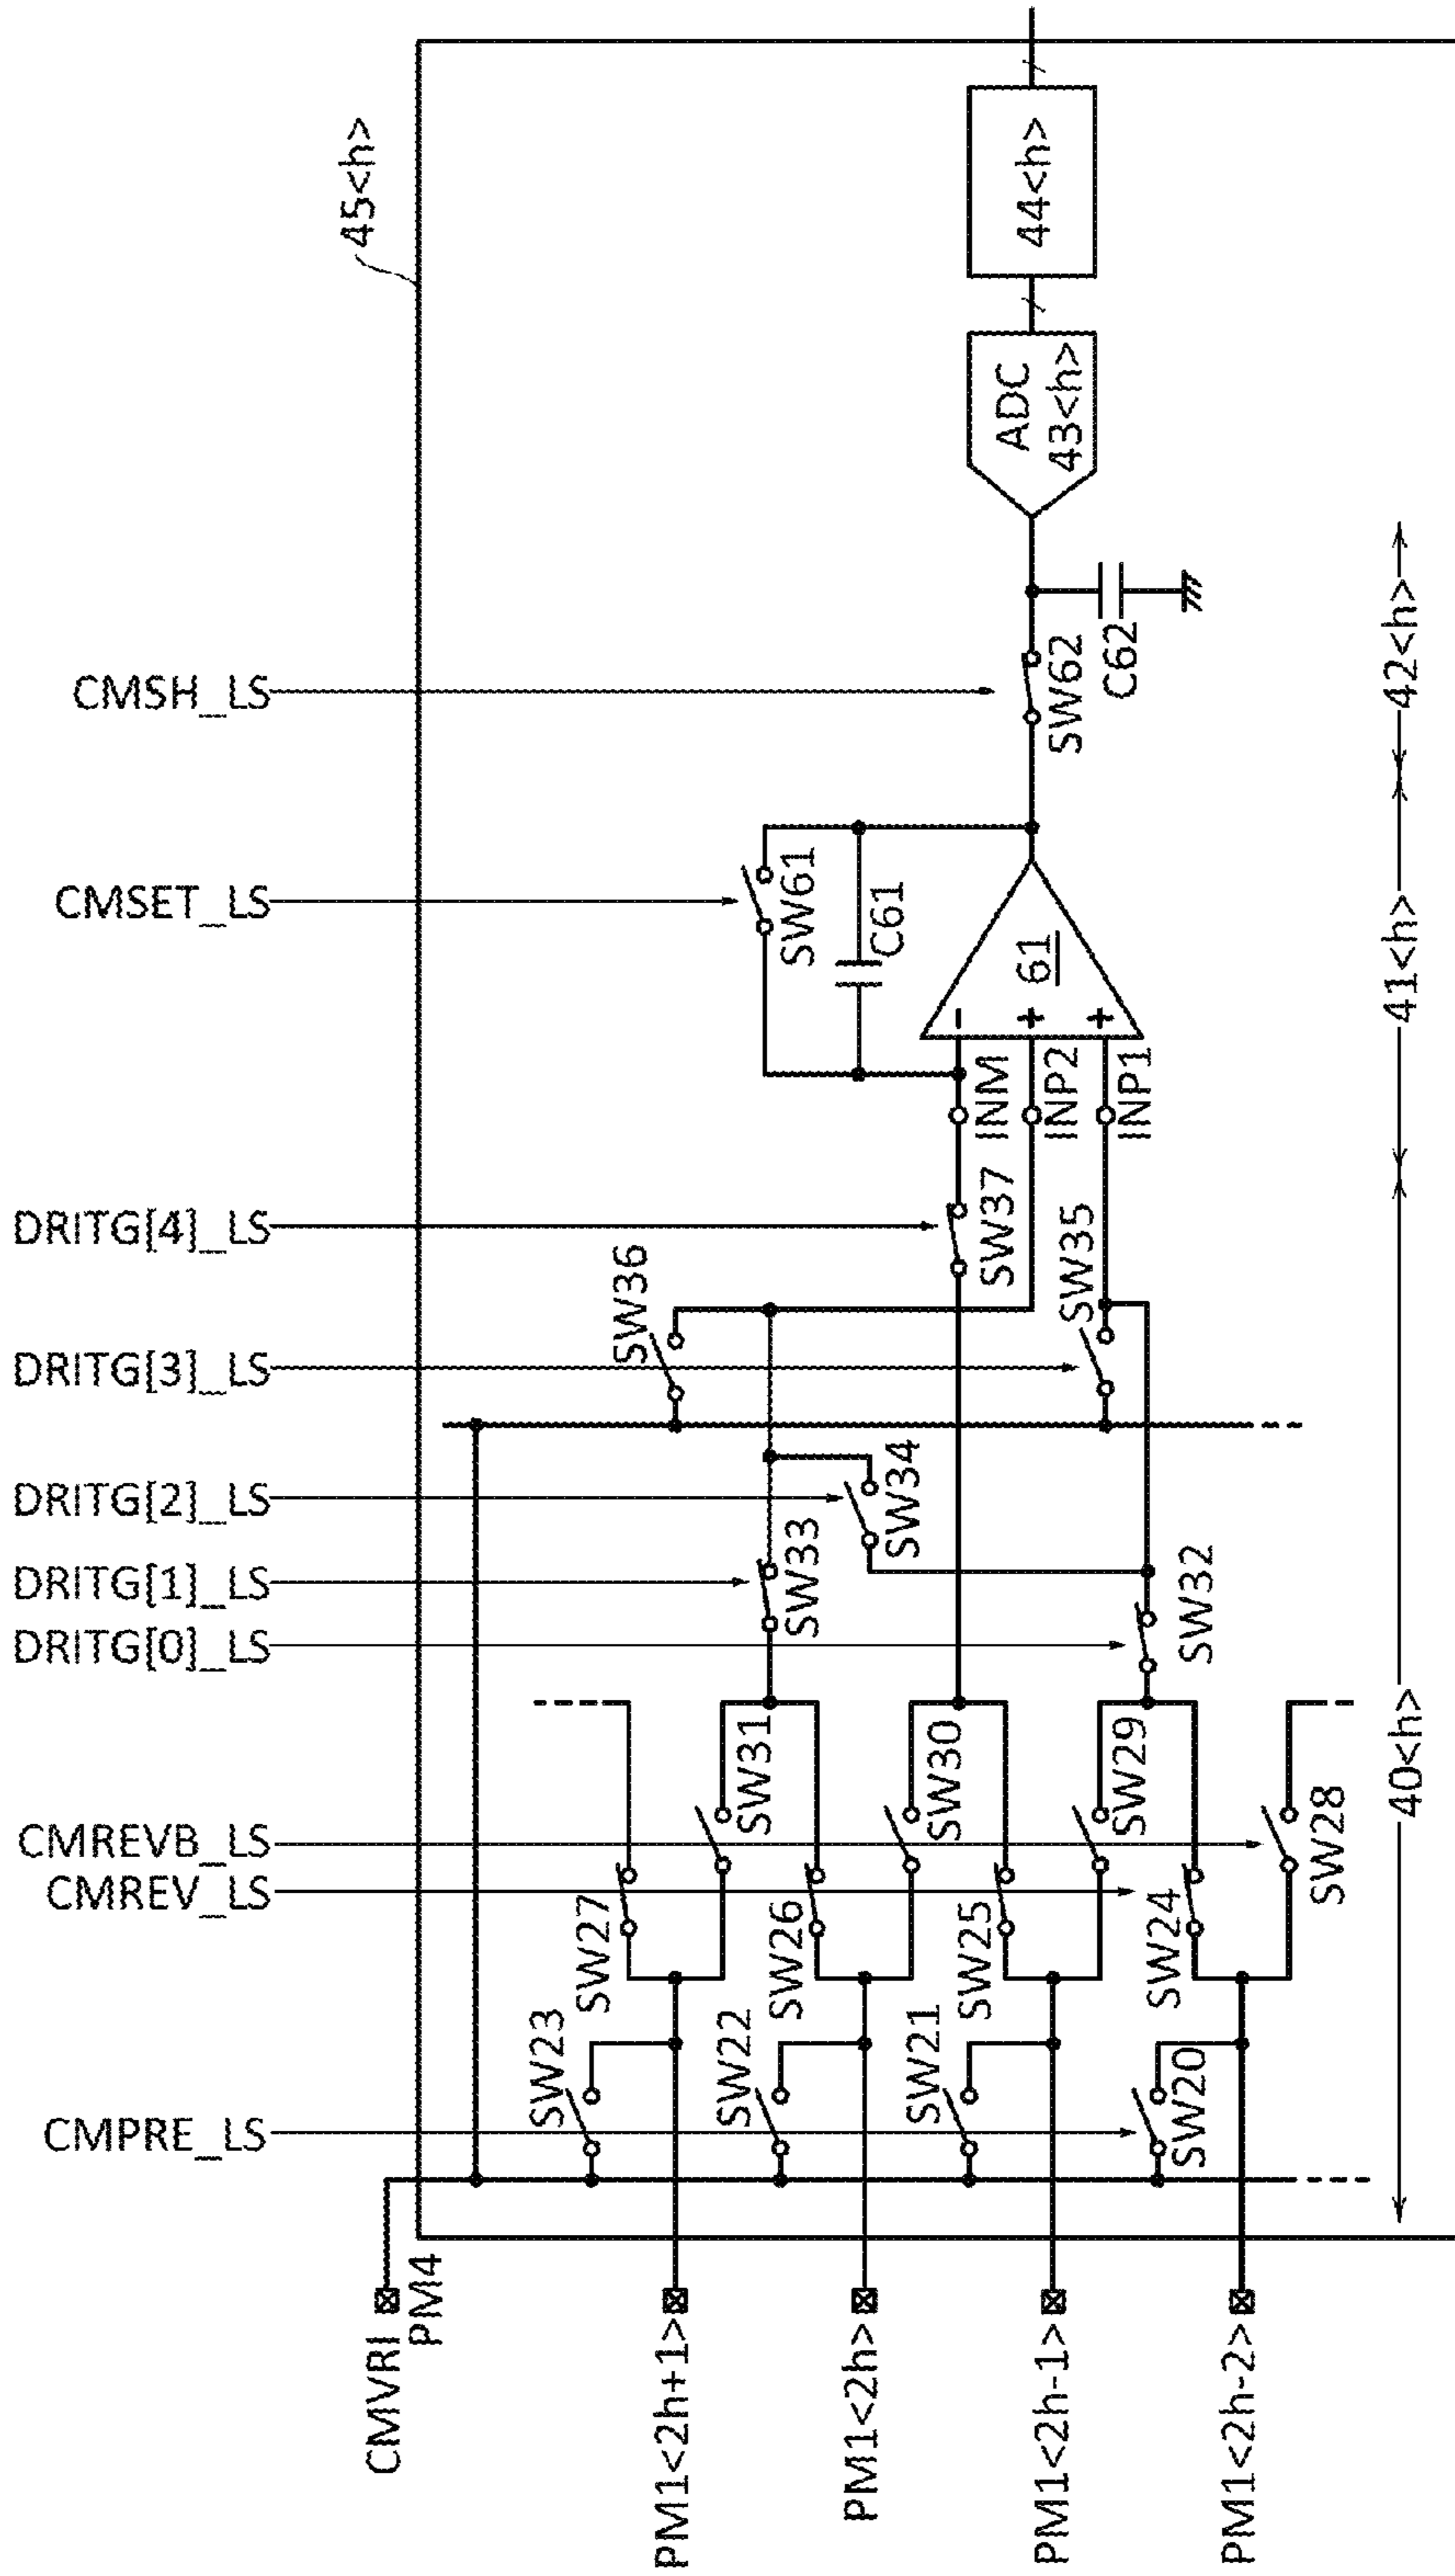 45<h>
CMSH_LS
CMSET_LS
DRITG[4]_LS
DRITG[3]_LS
DRITG[2]_LS
DRITG[1]_LS
DRITG[0]_LS
CMREVB_LS
CMREV_LS
CMPRE_LS
CMVRI
PM4
PM1<2h+1>
PM1<2h>
PM1<2h-1>
PM1<2h-2>
SW23
SW22
SW21
SW20
SW27
SW26
SW25
SW24
SW31
SW30
SW29
SW28
SW33
SW34
SW32
SW36
SW37
SW35
INM
INP2
INP1
−
+
+
61
SW61
C61
SW62
C62
ADC
43<h>
44<h>
40<h>
41<h>
42<h>